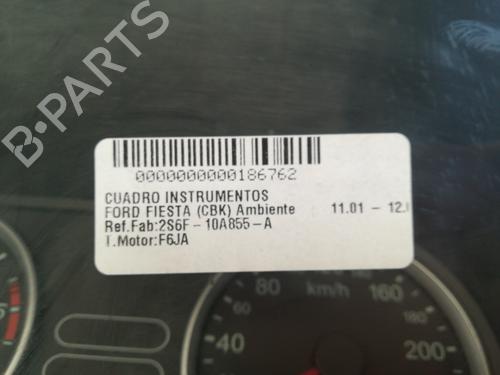 B-PARTS
0000000000186762
CUADRO INSTRUMENTOS
FORD FIESTA (CBK) Ambiente 11.01 - 12.
Ref.Fab:2S6F-10A855-A
T.Motor:F6JA
80 km/h 160
60 180
40 200